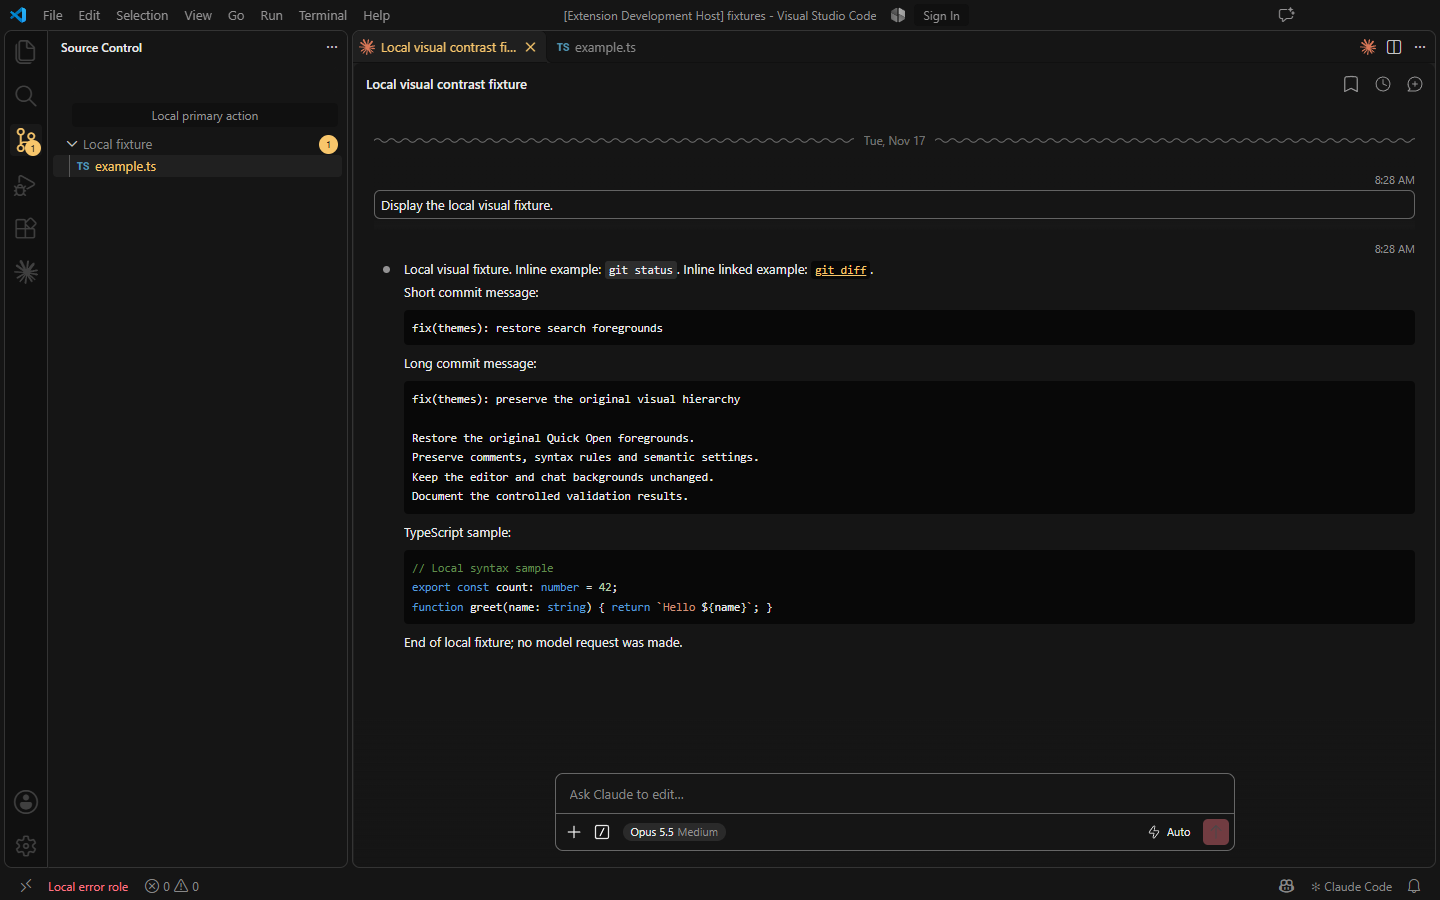 File Edit Selection View Go Run Terminal Help
[Extension Development Host] fixtures - Visual Studio Code
Sign In
Source Control
Local primary action
Local fixture
1
1
TS example.ts
Local visual contrast fi...
TS example.ts
Local visual contrast fixture
Tue, Nov 17
8:28 AM
Display the local visual fixture.
8:28 AM
Local visual fixture. Inline example: git status. Inline linked example: git diff.
Short commit message:
fix(themes): restore search foregrounds
Long commit message:
fix(themes): preserve the original visual hierarchy
Restore the original Quick Open foregrounds.
Preserve comments, syntax rules and semantic settings.
Keep the editor and chat backgrounds unchanged.
Document the controlled validation results.
TypeScript sample:
// Local syntax sample
export const count: number = 42;
function greet(name: string) { return `Hello ${name}`; }
End of local fixture; no model request was made.
Ask Claude to edit...
Opus 5.5 Medium
Auto
Local error role
0 0
Claude Code